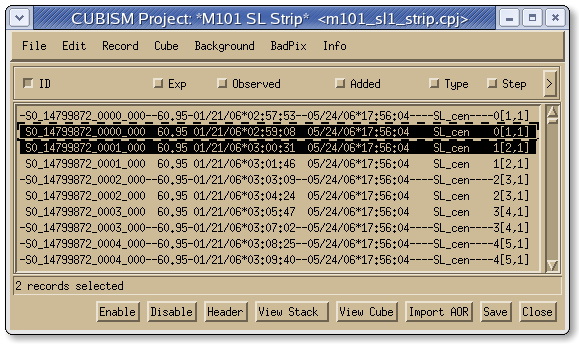 CUBISM Project: *M101 SL Strip* <m101_sl1_strip.cpj>
File Edit Record Cube Background BadPix Info
ID Exp Observed Added Type Step >
-S0_14799872_0000_000--60.95-01/21/06*02:57:53--05/24/06*17:56:04----SL_cen----0[1,1]
S0_14799872_0000_000 60.95 01/21/06*02:59:08 05/24/06*17:56:04 SL_cen 0[1,1]
S0_14799872_0001_000 60.95 01/21/06*03:00:31 05/24/06*17:56:04 SL_cen 1[2,1]
S0_14799872_0001_000 60.95 01/21/06*03:01:46 05/24/06*17:56:04 SL_cen 1[2,1]
-S0_14799872_0002_000--60.95-01/21/06*03:03:09--05/24/06*17:56:04----SL_cen----2[3,1]
S0_14799872_0002_000 60.95 01/21/06*03:04:24 05/24/06*17:56:04 SL_cen 2[3,1]
S0_14799872_0003_000 60.95 01/21/06*03:05:47 05/24/06*17:56:04 SL_cen 3[4,1]
-S0_14799872_0003_000--60.95-01/21/06*03:07:02--05/24/06*17:56:04----SL_cen----3[4,1]
-S0_14799872_0004_000--60.95-01/21/06*03:08:25--05/24/06*17:56:04----SL_cen----4[5,1]
-S0_14799872_0004_000--60.95-01/21/06*03:09:40--05/24/06*17:56:04----SL_cen----4[5,1]
2 records selected
Enable Disable Header View Stack View Cube Import AOR Save Close